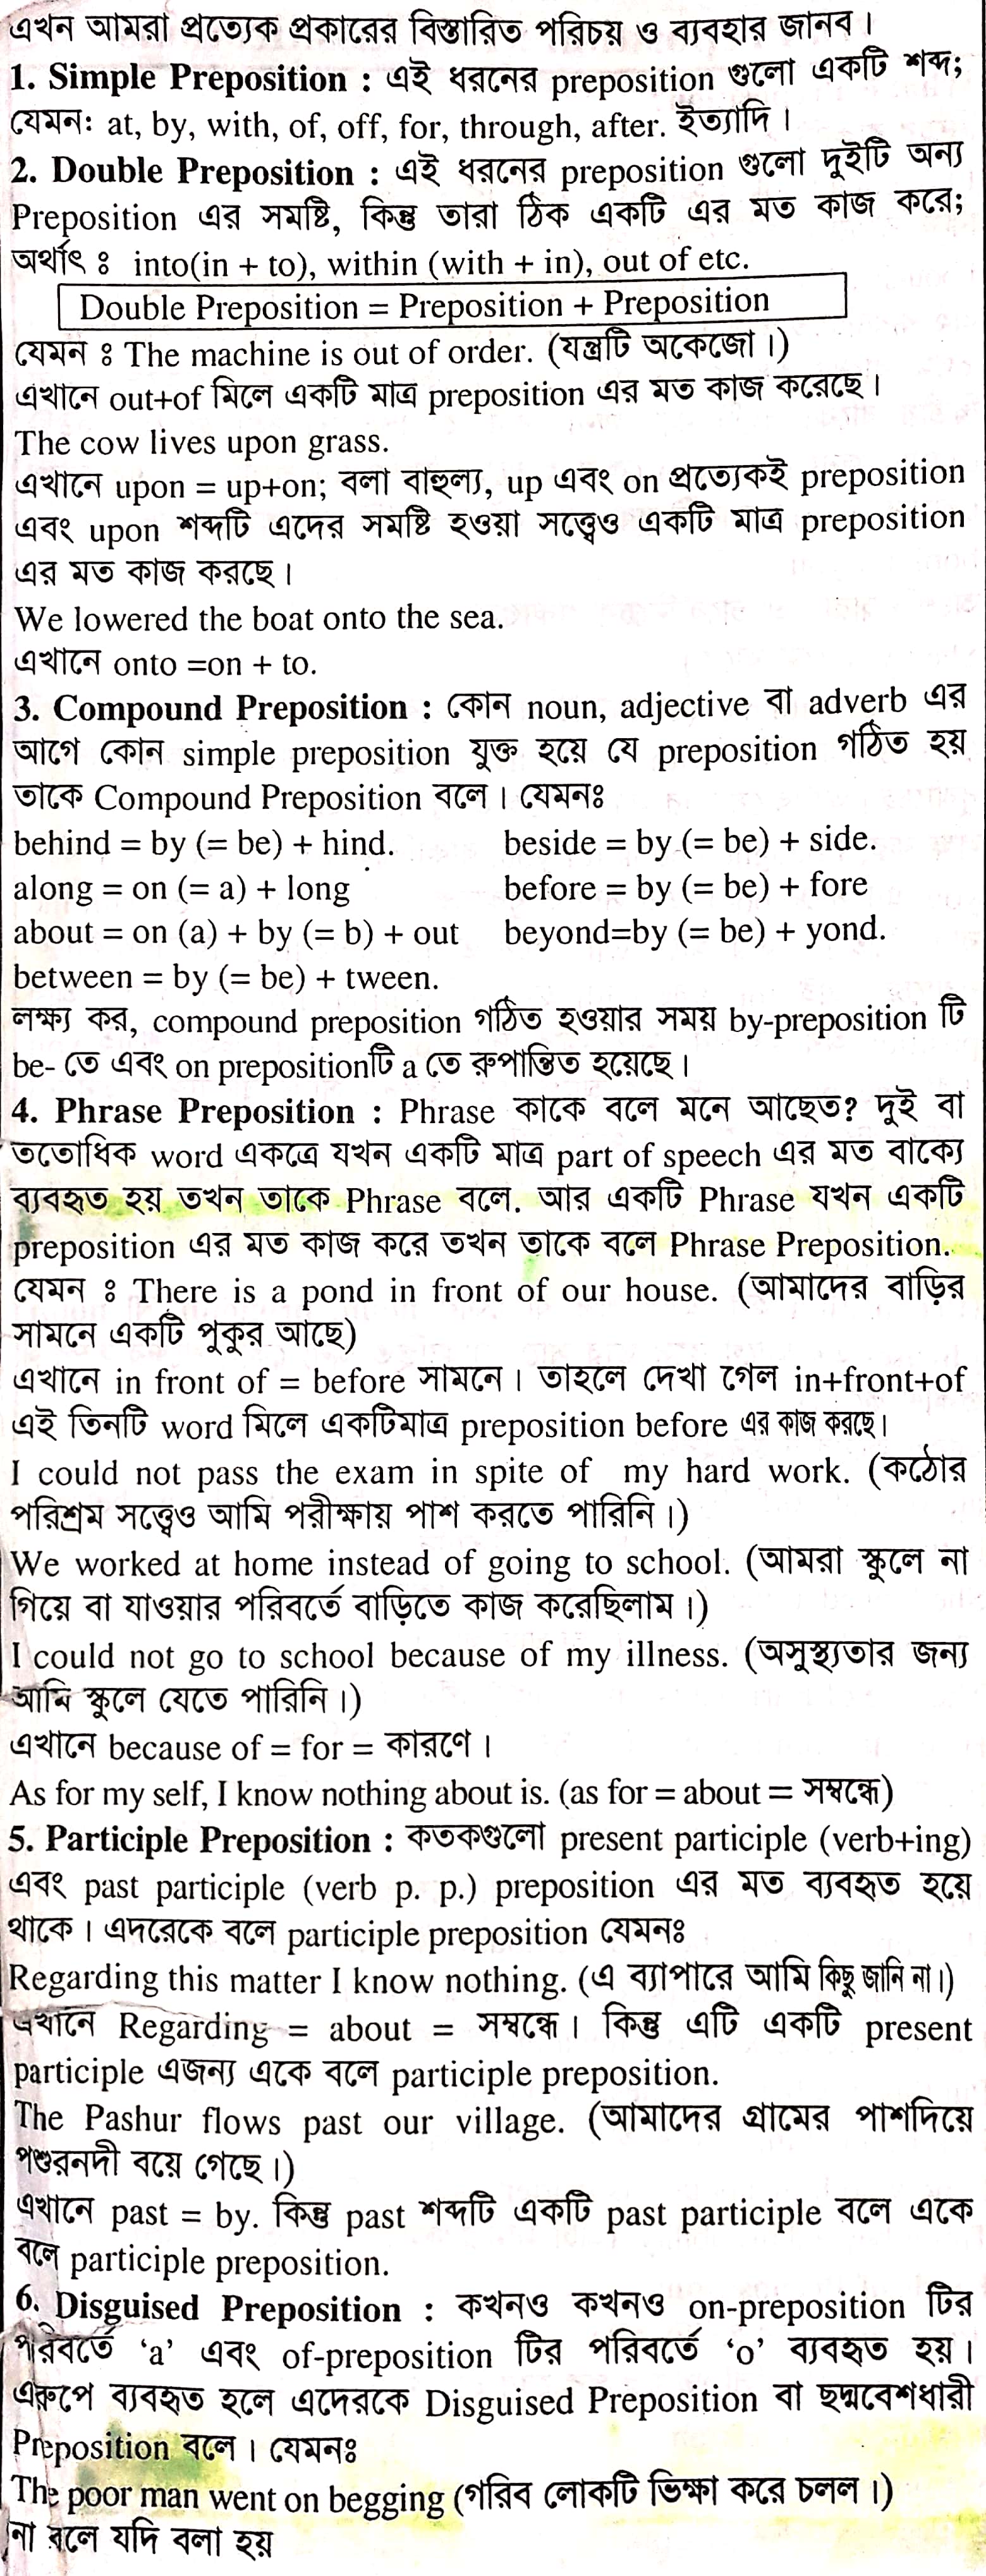 এখন আমরা প্রত্যেক প্রকারের বিস্তারিত পরিচয় ও ব্যবহার জানব।
1. Simple Preposition : এই ধরনের preposition গুলো একটি শব্দ;
যেমনঃ at, by, with, of, off, for, through, after. ইত্যাদি।
2. Double Preposition : এই ধরনের preposition গুলো দুইটি অন্য
Preposition এর সমষ্টি, কিন্তু তারা ঠিক একটি এর মত কাজ করে;
অর্থাৎ ঃ into(in + to), within (with + in), out of etc.
Double Preposition = Preposition + Preposition
যেমন ঃ The machine is out of order. (যন্ত্রটি অকেজো।)
এখানে out+of মিলে একটি মাত্র preposition এর মত কাজ করেছে।
The cow lives upon grass.
এখানে upon = up+on; বলা বাহুল্য, up এবং on প্রত্যেকই preposition
এবং upon শব্দটি এদের সমষ্টি হওয়া সত্ত্বেও একটি মাত্র preposition
এর মত কাজ করছে।
We lowered the boat onto the sea.
এখানে onto =on + to.
3. Compound Preposition : কোন noun, adjective বা adverb এর
আগে কোন simple preposition যুক্ত হয়ে যে preposition গঠিত হয়
তাকে Compound Preposition বলে। যেমনঃ
behind = by (= be) + hind. beside = by (= be) + side.
along = on (= a) + long before = by (= be) + fore
about = on (a) + by (= b) + out beyond=by (= be) + yond.
between = by (= be) + tween.
লক্ষ্য কর, compound preposition গঠিত হওয়ার সময় by-preposition টি
be- তে এবং on prepositionটি a তে রুপান্তিত হয়েছে।
4. Phrase Preposition : Phrase কাকে বলে মনে আছেত? দুই বা
ততোধিক word একত্রে যখন একটি মাত্র part of speech এর মত বাক্যে
ব্যবহৃত হয় তখন তাকে Phrase বলে. আর একটি Phrase যখন একটি
preposition এর মত কাজ করে তখন তাকে বলে Phrase Preposition.
যেমন ঃ There is a pond in front of our house. (আমাদের বাড়ির
সামনে একটি পুকুর আছে)
এখানে in front of = before সামনে। তাহলে দেখা গেল in+front+of
এই তিনটি word মিলে একটিমাত্র preposition before এর কাজ করছে।
I could not pass the exam in spite of my hard work. (কঠোর
পরিশ্রম সত্ত্বেও আমি পরীক্ষায় পাশ করতে পারিনি।)
We worked at home instead of going to school. (আমরা স্কুলে না
গিয়ে বা যাওয়ার পরিবর্তে বাড়িতে কাজ করেছিলাম।)
I could not go to school because of my illness. (অসুস্থ্যতার জন্য
আমি স্কুলে যেতে পারিনি।)
এখানে because of = for = কারণে।
As for my self, I know nothing about is. (as for = about = সম্বন্ধে)
5. Participle Preposition : কতকগুলো present participle (verb+ing)
এবং past participle (verb p. p.) preposition এর মত ব্যবহৃত হয়ে
থাকে। এদরেকে বলে participle preposition যেমনঃ
Regarding this matter I know nothing. (এ ব্যাপারে আমি কিছু জানি না।)
এখানে Regarding = about = সম্বন্ধে। কিন্তু এটি একটি present
participle এজন্য একে বলে participle preposition.
The Pashur flows past our village. (আমাদের গ্রামের পাশদিয়ে
পশুরনদী বয়ে গেছে।)
এখানে past = by. কিন্তু past শব্দটি একটি past participle বলে একে
বলে participle preposition.
6. Disguised Preposition : কখনও কখনও on-preposition টির
পরিবর্তে ‘a’ এবং of-preposition টির পরিবর্তে ‘o’ ব্যবহৃত হয়।
এরুপে ব্যবহৃত হলে এদেরকে Disguised Preposition বা ছদ্মবেশধারী
Preposition বলে। যেমনঃ
The poor man went on begging (গরিব লোকটি ভিক্ষা করে চলল।)
না বলে যদি বলা হয়